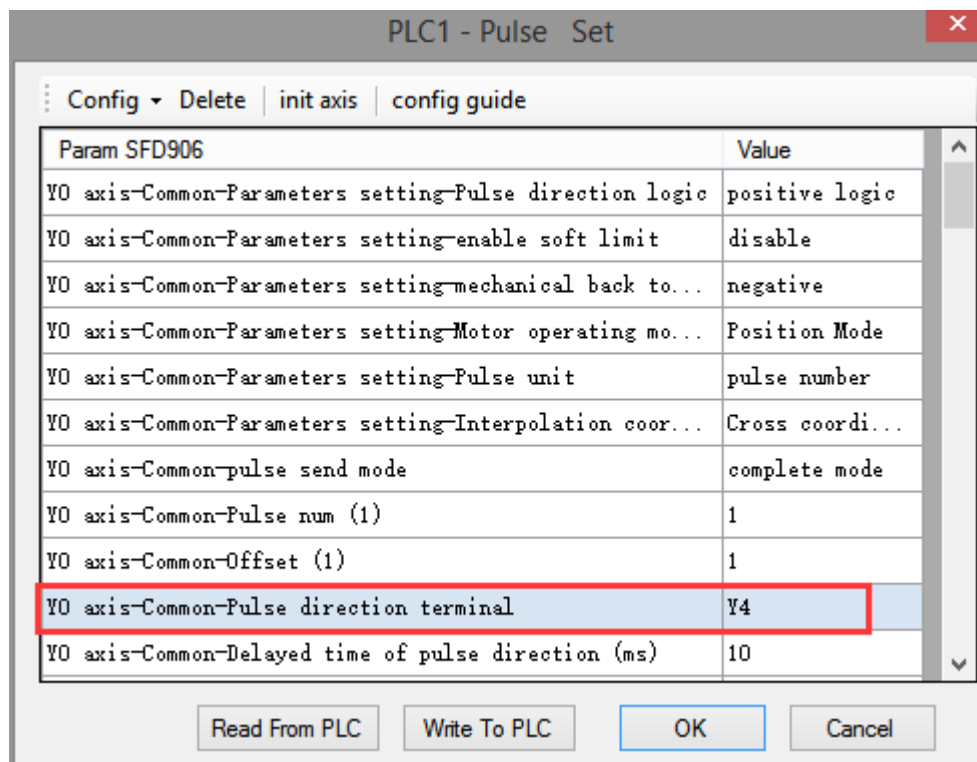 PLC1 - Pulse Set
Config Delete init axis config guide
Param SFD906 Value
Y0 axis-Common-Parameters setting-Pulse direction logic positive logic
Y0 axis-Common-Parameters setting-enable soft limit disable
Y0 axis-Common-Parameters setting-mechanical back to... negative
Y0 axis-Common-Parameters setting-Motor operating mo... Position Mode
Y0 axis-Common-Parameters setting-Pulse unit pulse number
Y0 axis-Common-Parameters setting-Interpolation coor... Cross coordi...
Y0 axis-Common-pulse send mode complete mode
Y0 axis-Common-Pulse num (1) 1
Y0 axis-Common-Offset (1) 1
Y0 axis-Common-Pulse direction terminal Y4
Y0 axis-Common-Delayed time of pulse direction (ms) 10
Read From PLC Write To PLC OK Cancel